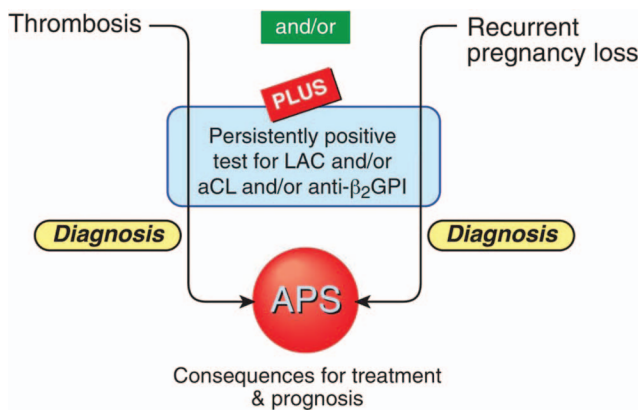 Thrombosis
and/or
Recurrent
pregnancy loss
PLUS
Persistently positive
test for LAC and/or
aCL and/or anti-β₂GPI
Diagnosis
Diagnosis
APS
Consequences for treatment
& prognosis